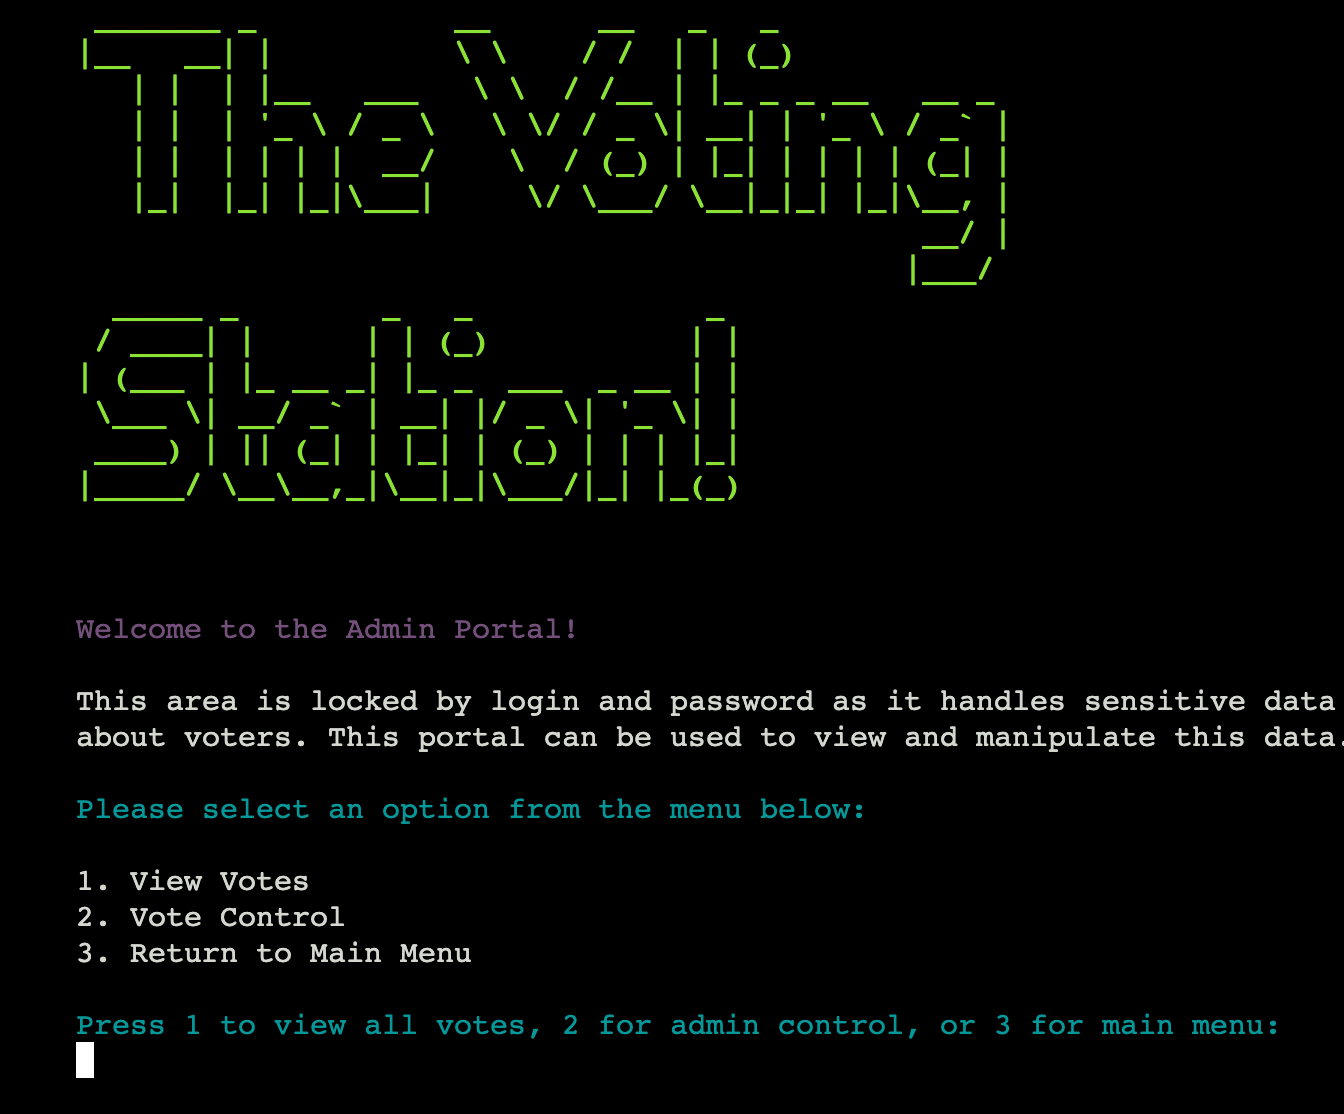 The Voting
Station!
Welcome to the Admin Portal!
This area is locked by login and password as it handles sensitive data
about voters. This portal can be used to view and manipulate this data.
Please select an option from the menu below:
1. View Votes
2. Vote Control
3. Return to Main Menu
Press 1 to view all votes, 2 for admin control, or 3 for main menu: